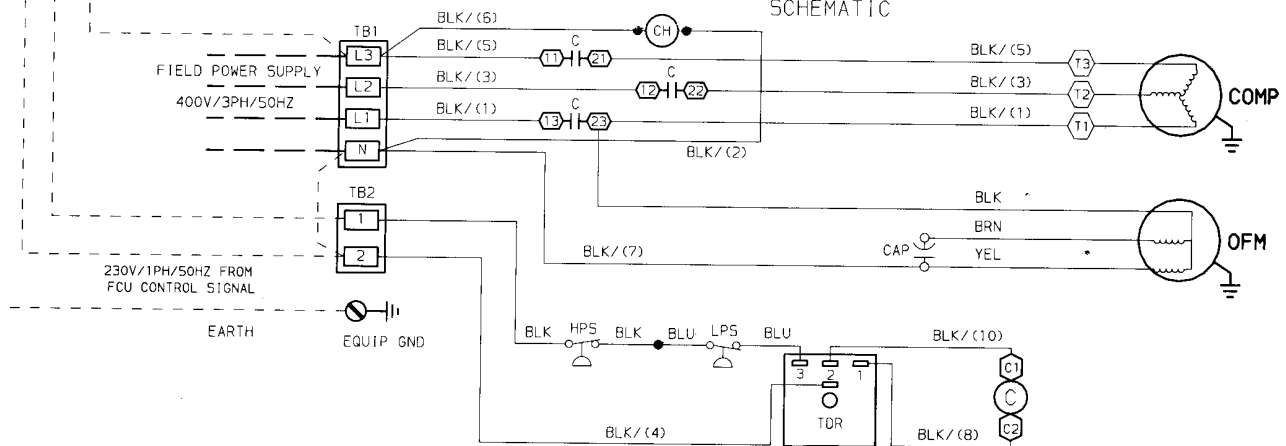 SCHEMATIC
BLK/(6)
CH
TB1
L3
BLK/(5)
C
11
21
BLK/(5)
T3
FIELD POWER SUPPLY
L2
BLK/(3)
C
12
22
BLK/(3)
T2
COMP
400V/3PH/50HZ
L1
BLK/(1)
C
13
23
BLK/(1)
T1
N
BLK/(2)
TB2
1
BLK
BRN
OFM
2
BLK/(7)
CAP
YEL
230V/1PH/50HZ FROM
FCU CONTROL SIGNAL
EARTH
EQUIP GND
BLK
HPS
BLK
BLU
LPS
BLU
BLK/(10)
3
2
1
C1
C
TDR
C2
BLK/(4)
BLK/(8)